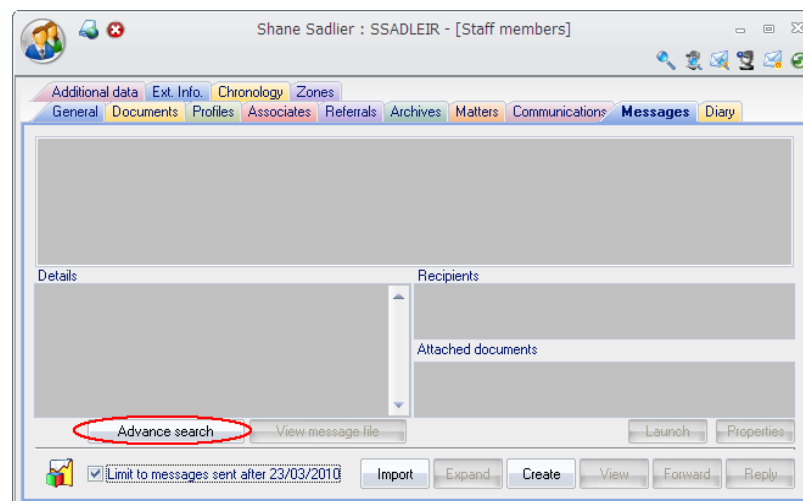 Shane Sadlier : SSADLEIR - [Staff members]
Additional data Ext. Info. Chronology Zones
General Documents Profiles Associates Referrals Archives Matters Communications Messages Diary
Details Recipients
Attached documents
Advance search View message file Launch Properties
Limit to messages sent after 23/03/2010 Import Expand Create View Forward Reply